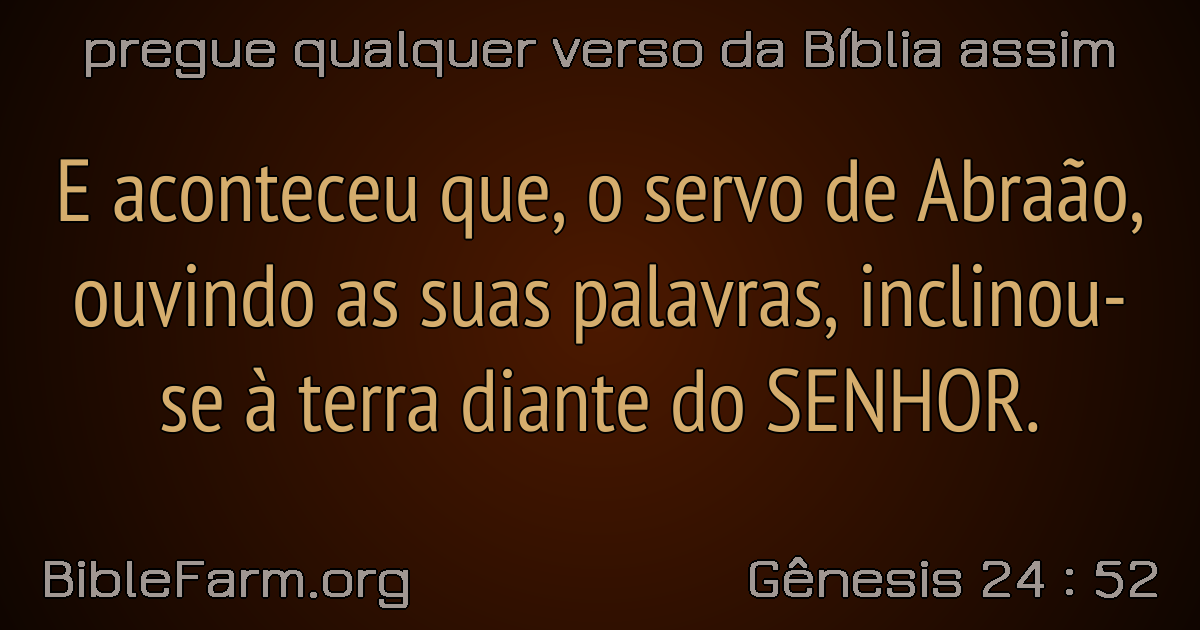 pregue qualquer verso da Bíblia assim
E aconteceu que, o servo de Abraão,
ouvindo as suas palavras, inclinou-
se à terra diante do SENHOR.
BibleFarm.org
Gênesis 24 : 52